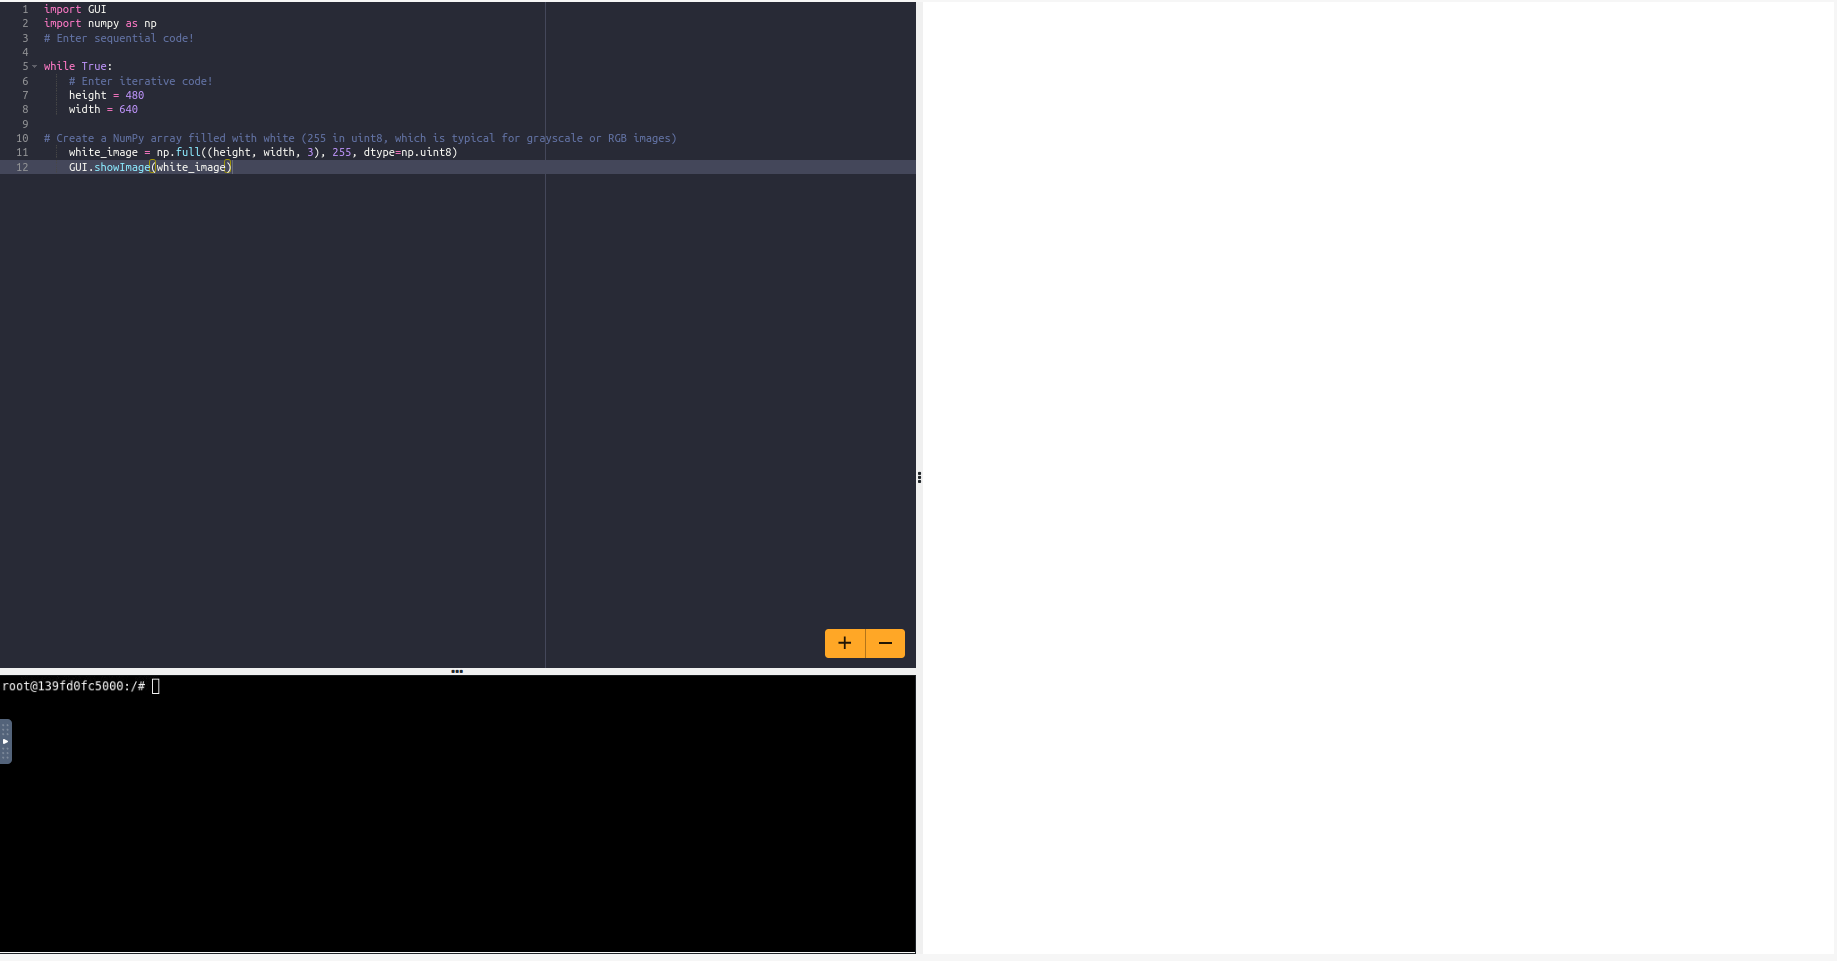 1 import GUI
2 import numpy as np
3 # Enter sequential code!
4
5 while True:
6 # Enter iterative code!
7 height = 480
8 width = 640
9
10 # Create a NumPy array filled with white (255 in uint8, which is typical for grayscale or RGB images)
11 white_image = np.full((height, width, 3), 255, dtype=np.uint8)
12 GUI.showImage(white_image)
root@139fd0fc5000:/#